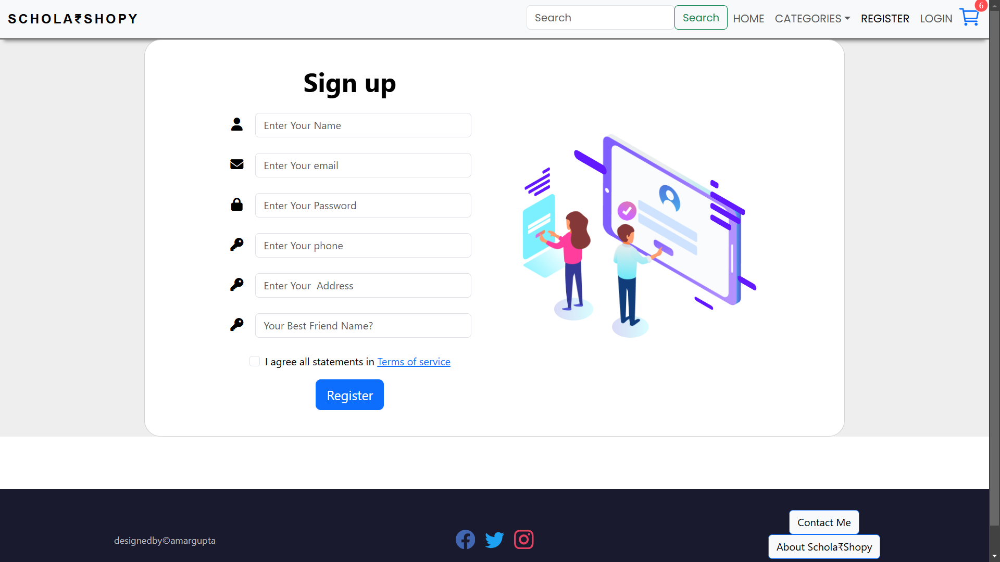 SCHOLA₹SHOPY
Search
Search
HOME
CATEGORIES
REGISTER
LOGIN
6
Sign up
Enter Your Name
Enter Your email
Enter Your Password
Enter Your phone
Enter Your  Address
Your Best Friend Name?
I agree all statements in Terms of service
Register
designedby©amargupta
Contact Me
About Schola₹Shopy